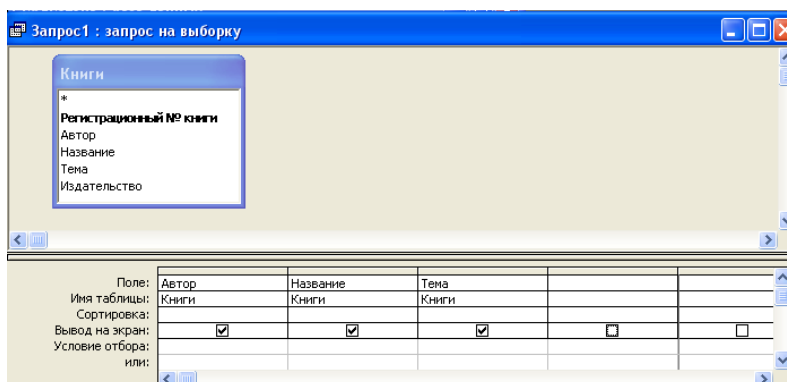 Запрос1 : запрос на выборку
Книги
*
Регистрационный № книги
Автор
Название
Тема
Издательство
Поле: Автор Название Тема
Имя таблицы: Книги Книги Книги
Сортировка:
Вывод на экран:
Условие отбора:
или: